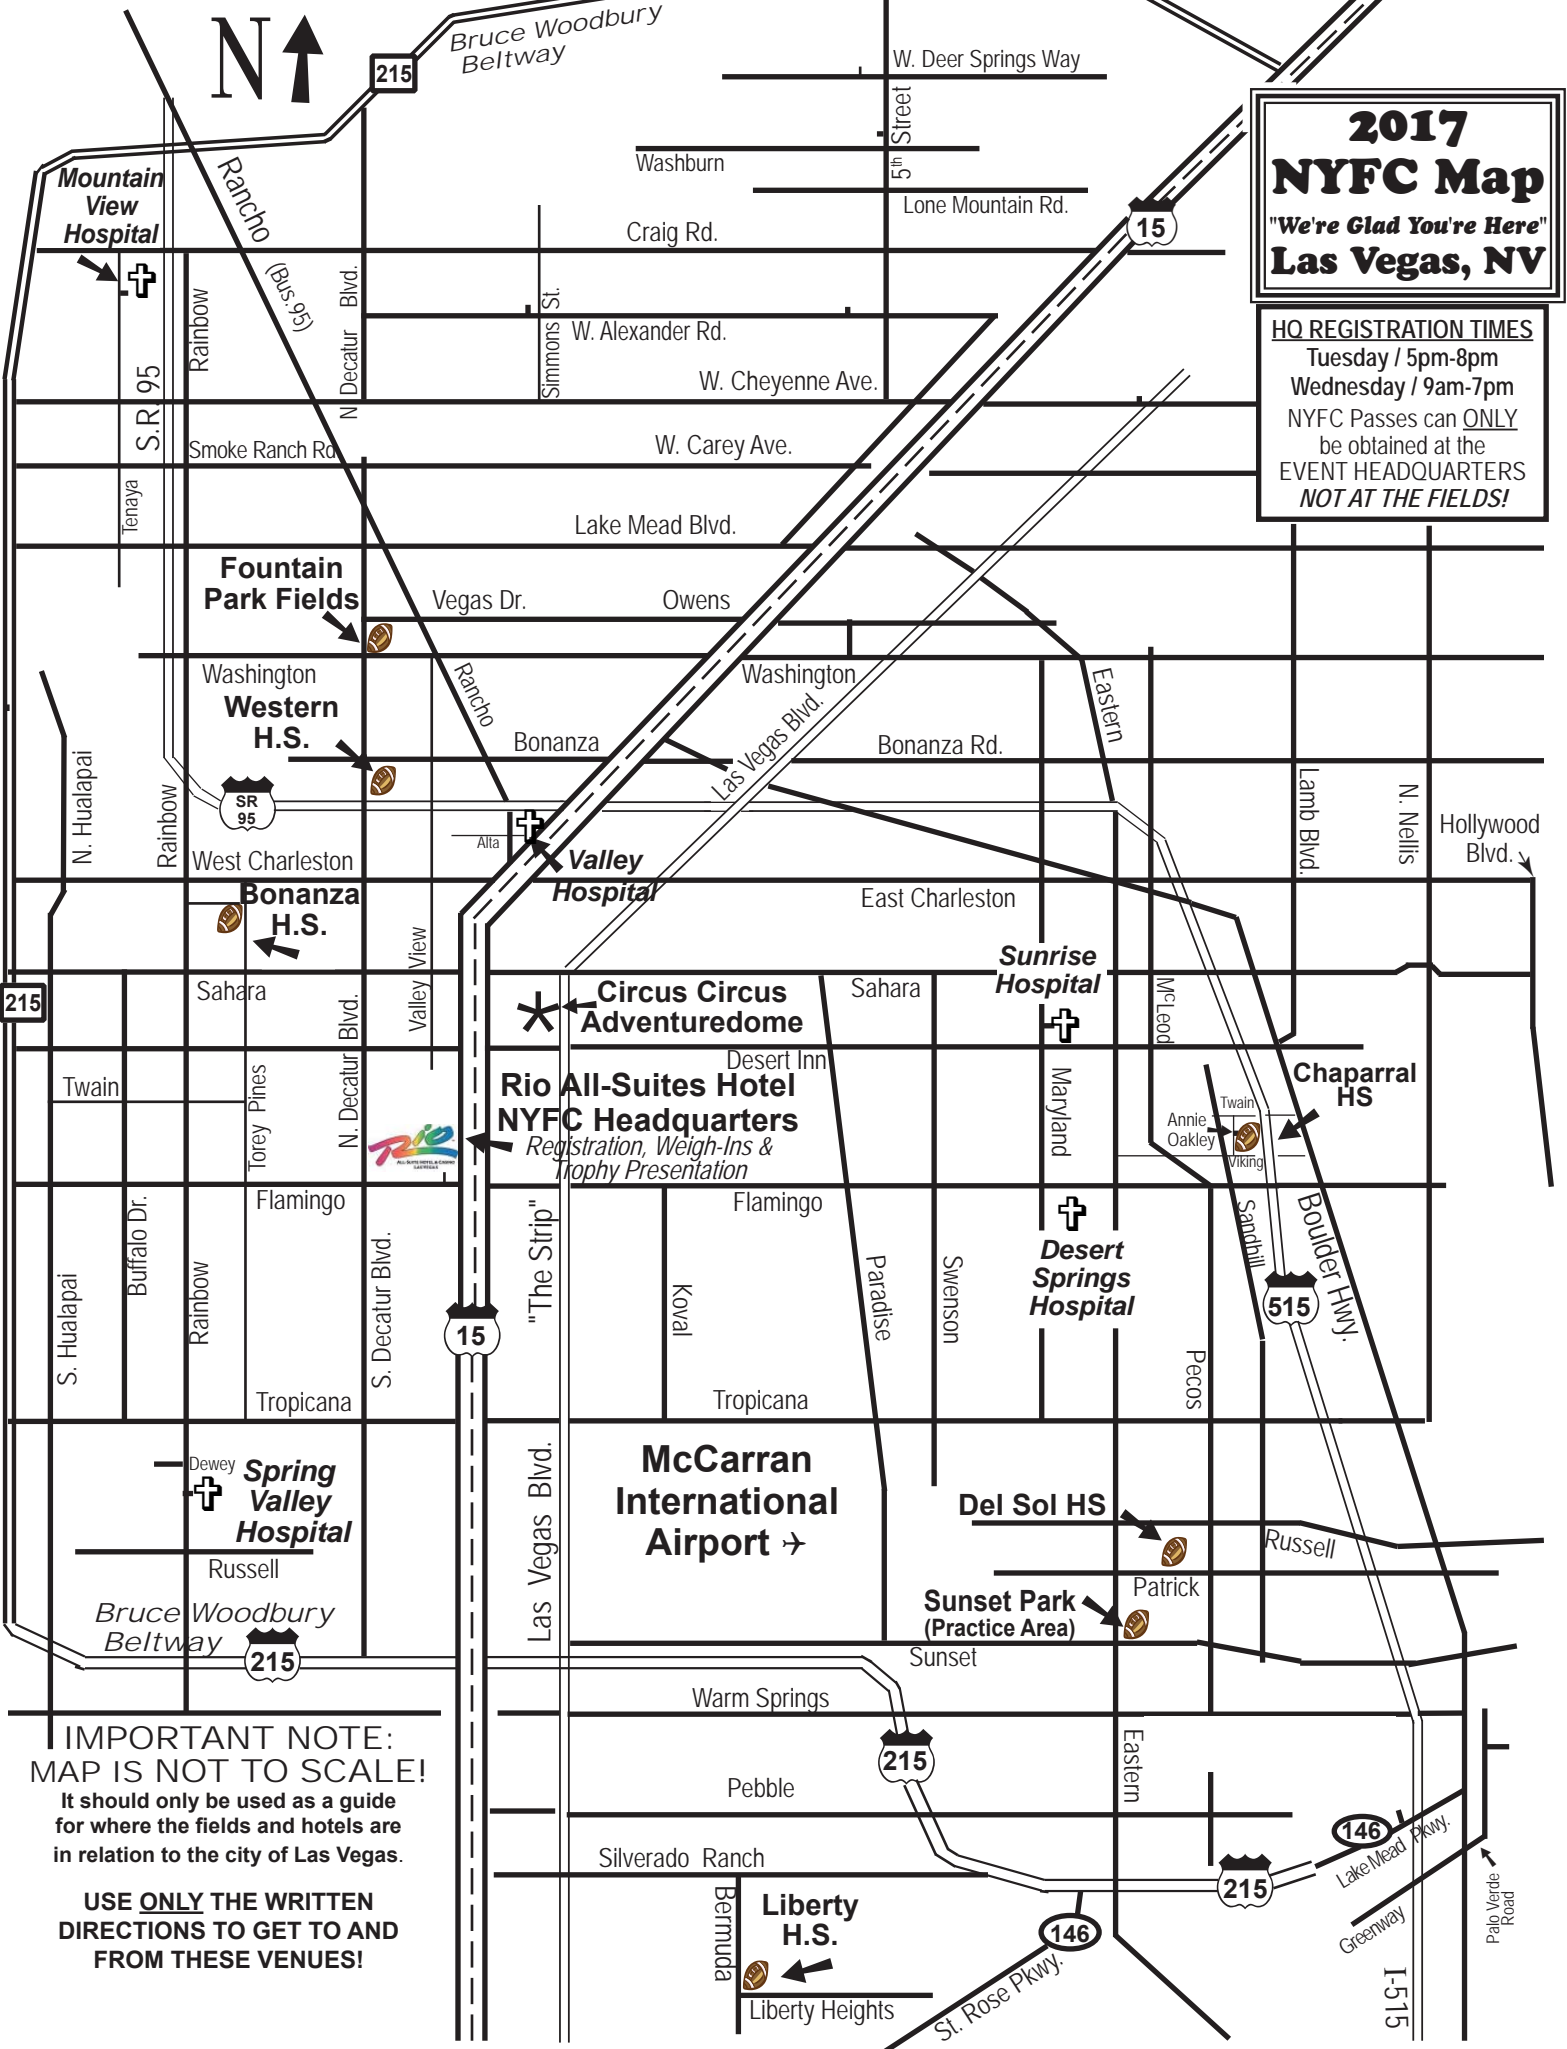 N
Bruce Woodbury
Beltway
215
W. Deer Springs Way
5th Street
Washburn
Lone Mountain Rd.
2017
NYFC Map
"We're Glad You're Here"
Las Vegas, NV
HQ REGISTRATION TIMES
Tuesday / 5pm-8pm
Wednesday / 9am-7pm
NYFC Passes can ONLY
be obtained at the
EVENT HEADQUARTERS
NOT AT THE FIELDS!
Mountain
View
Hospital
Rancho
(Bus.95)
Craig Rd.
15
Rainbow
N Decatur Blvd.
Simmons St.
W. Alexander Rd.
S.R. 95
W. Cheyenne Ave.
Smoke Ranch Rd
W. Carey Ave.
Tenaya
Lake Mead Blvd.
Fountain
Park Fields
Vegas Dr.
Owens
Washington
Rancho
Washington
Eastern
Western
H.S.
Las Vegas Blvd.
Bonanza
Bonanza Rd.
N. Hualapai
Rainbow
SR
95
Lamb Blvd.
N. Nellis
Hollywood
Blvd.
Alta
Valley
Hospital
West Charleston
East Charleston
Bonanza
H.S.
Valley View
Sunrise
Hospital
215
Sahara
Sahara
McLeod
N. Decatur Blvd.
Circus Circus
Adventuredome
Desert Inn
Twain
Torey Pines
Rio All-Suites Hotel
NYFC Headquarters
Registration, Weigh-Ins &
Trophy Presentation
Rio
ALL-SUITE HOTEL & CASINO
LAS VEGAS
Maryland
Chaparral
HS
Twain
Annie
Oakley
Viking
Flamingo
Flamingo
Buffalo Dr.
S. Hualapai
Rainbow
S. Decatur Blvd.
15
"The Strip"
Koval
Paradise
Swenson
Desert
Springs
Hospital
Sandhill
515
Boulder Hwy.
Pecos
Tropicana
Tropicana
Dewey
Spring
Valley
Hospital
Las Vegas Blvd.
McCarran
International
Airport
Del Sol HS
Russell
Russell
Patrick
Sunset Park
(Practice Area)
Sunset
Bruce Woodbury
Beltway
215
Warm Springs
215
Eastern
Pebble
IMPORTANT NOTE:
MAP IS NOT TO SCALE!
It should only be used as a guide
for where the fields and hotels are
in relation to the city of Las Vegas.
USE ONLY THE WRITTEN
DIRECTIONS TO GET TO AND
FROM THESE VENUES!
Silverado Ranch
Bermuda
Liberty
H.S.
Liberty Heights
146
St. Rose Pkwy.
215
146
Lake Mead Pkwy.
Greenway
Palo Verde
Road
I-515